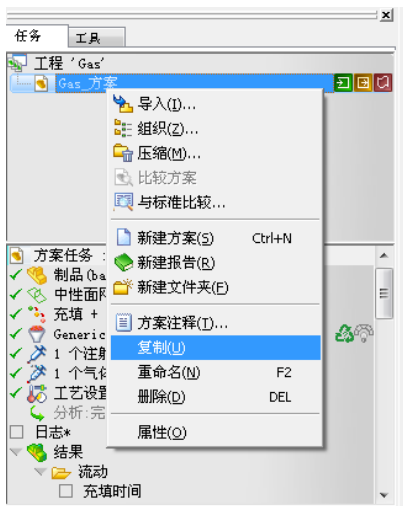 任务 工具
工程 'Gas'
Gas_方案
导入(I)...
组织(Z)...
压缩(M)...
比较方案
与标准比较...
新建方案(S) Ctrl+N
新建报告(R)
新建文件夹(F)
方案注释(T)...
复制(U)
重命名(N) F2
删除(D) DEL
属性(O)
方案任务 :
制品 (ba
中性面网
充填 +
Generic
1 个注射
1 个气体
工艺设置
分析:完
日志*
结果
流动
充填时间